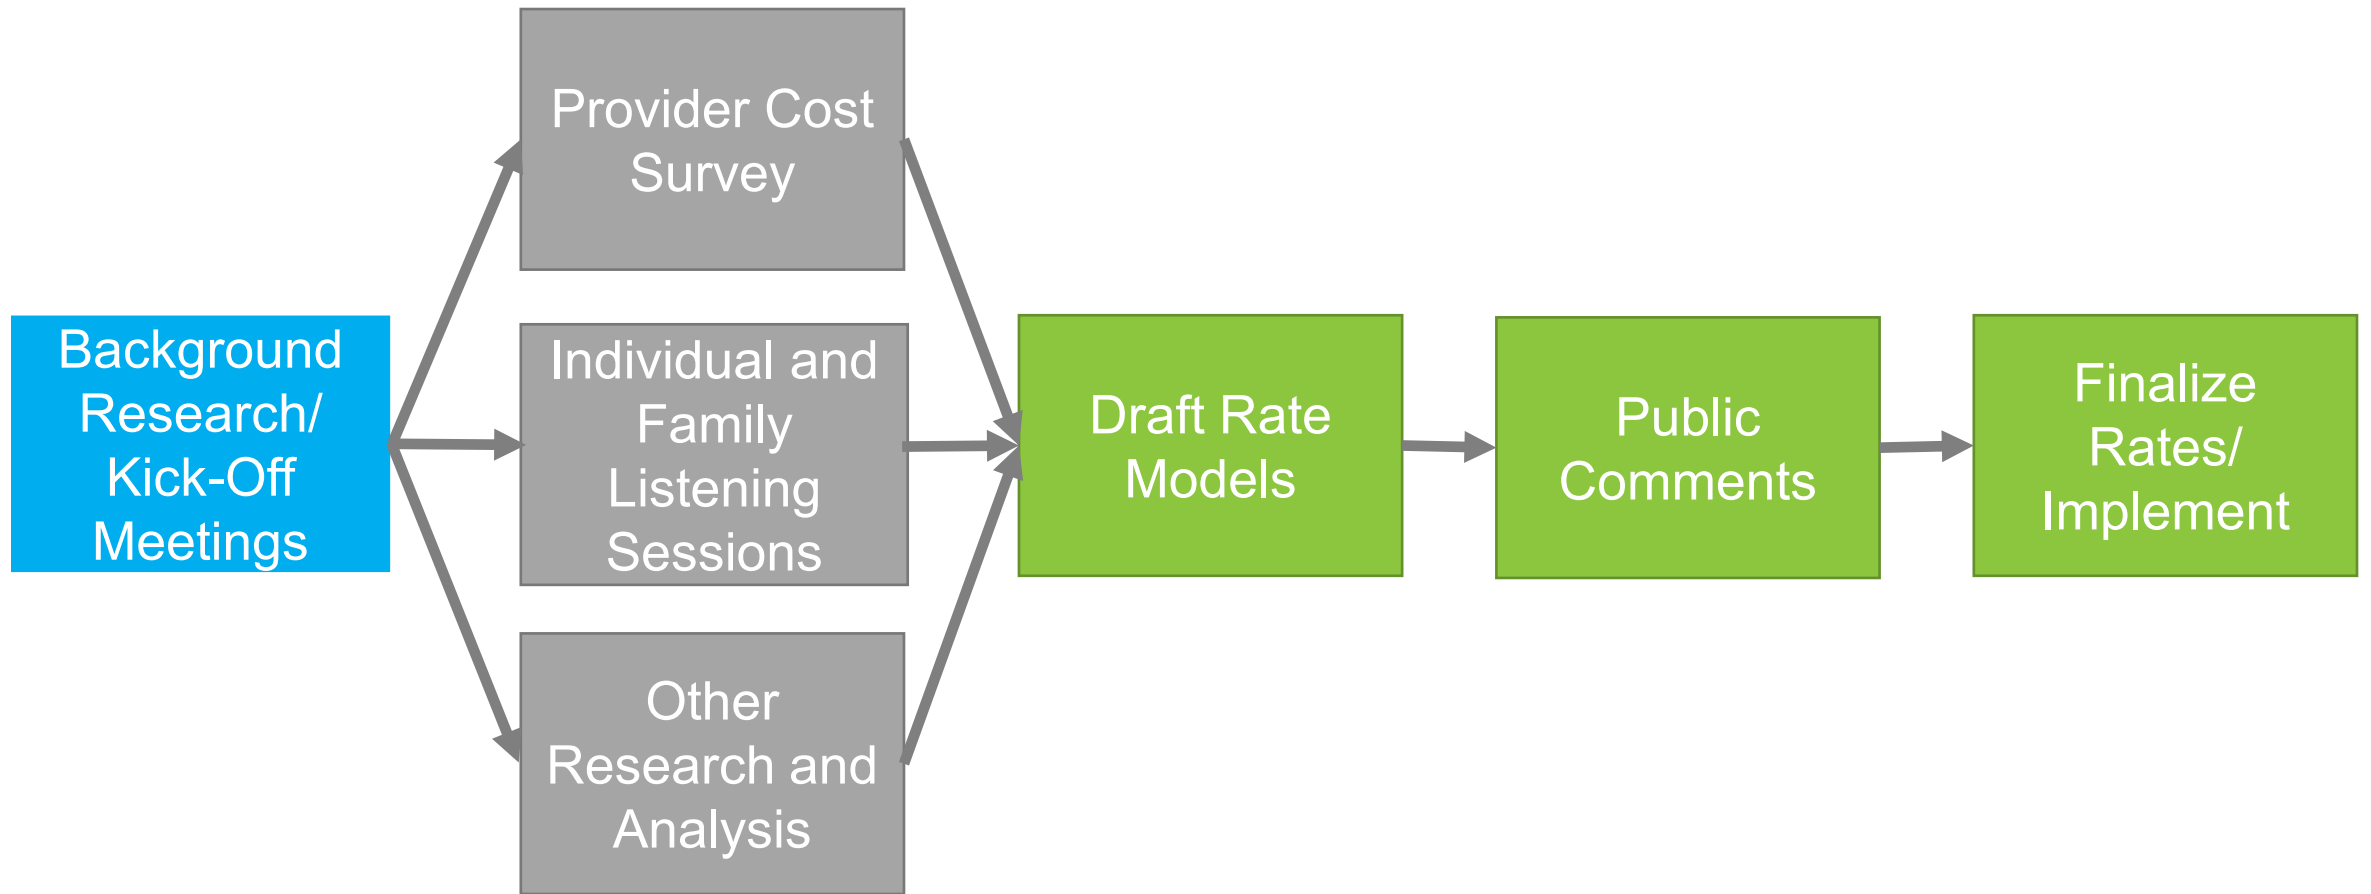 Background
Research/
Kick-Off
Meetings
Provider Cost
Survey
Individual and
Family
Listening
Sessions
Other
Research and
Analysis
Draft Rate
Models
Public
Comments
Finalize
Rates/
Implement